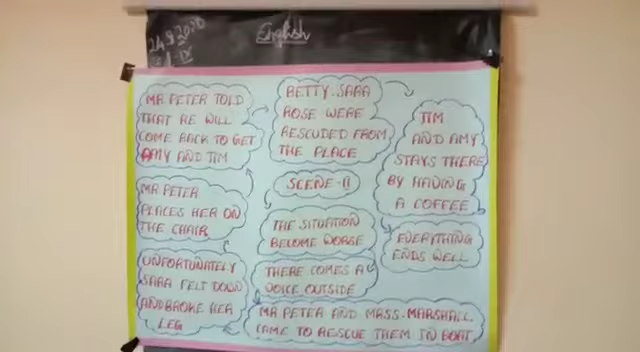 24.9.2020
English
IX
MR PETER TOLD
THAT HE WILL
COME BACK TO GET
AMY AND TIM
BETTY. SARA
ROSE WERE
RESCUDED FROM
THE PLACE
TIM
AND AMY
STAYS THERE
BY HAVING
A COFFEE
SCENE-II
MR PETER
PLACES HER ON
THE CHAIR
THE SITUATION
BECOME WORSE
EVERYTHING
ENDS WELL
UNFORTUNATELY
SARA FELT DOWN
AND BROKE HER
LEG
THERE COMES A
VOICE OUTSIDE
MR PETER AND MASS.MARSHALL
CAME TO RESCUE THEM IN BOAT